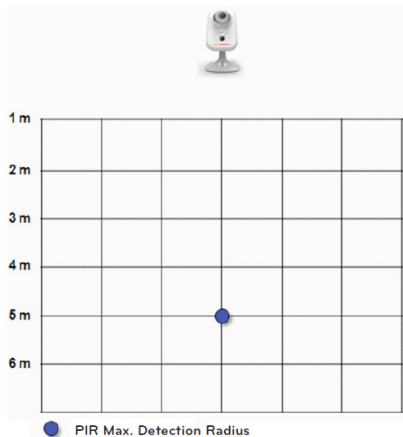 1 m
2 m
3 m
4 m
5 m
6 m
PIR Max. Detection Radius